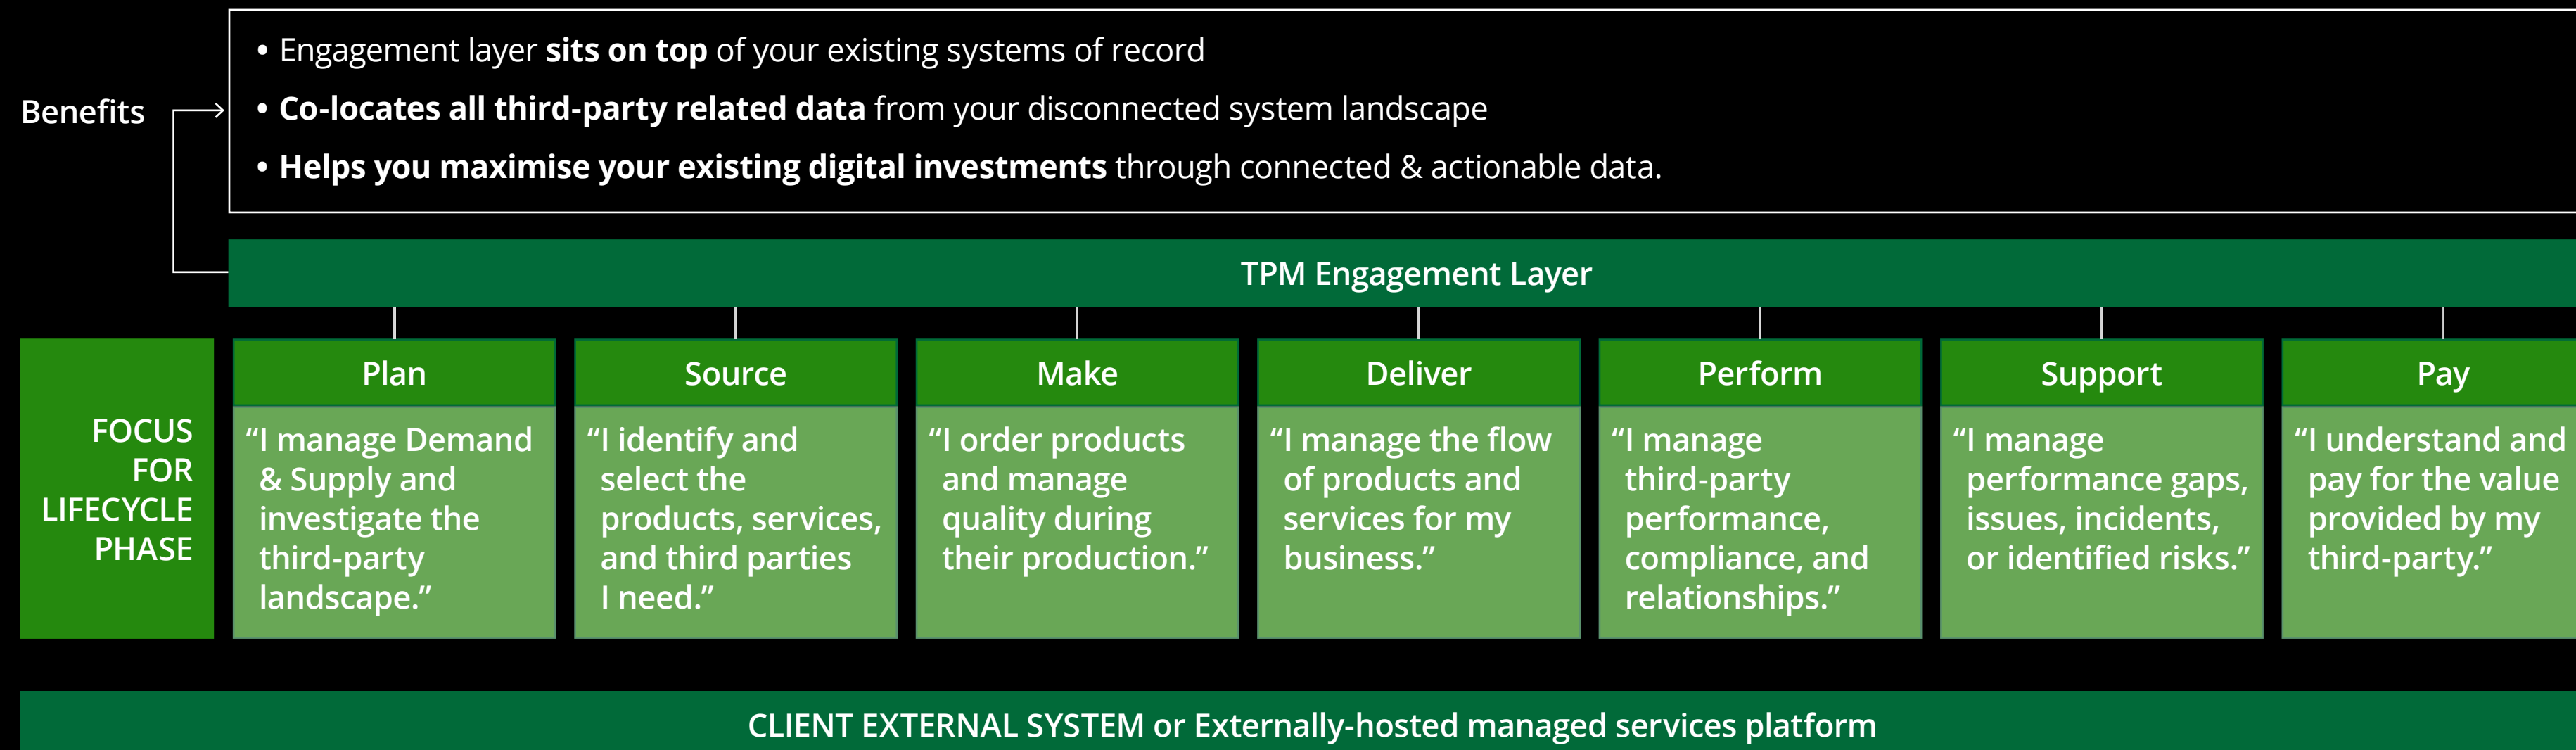 • Engagement layer sits on top of your existing systems of record
• Co-locates all third-party related data from your disconnected system landscape
• Helps you maximise your existing digital investments through connected & actionable data.
Benefits
TPM Engagement Layer
FOCUS
FOR
LIFECYCLE
PHASE
Plan
“I manage Demand
& Supply and
investigate the
third-party
landscape.”
Source
“I identify and
select the
products, services,
and third parties
I need.”
Make
“I order products
and manage
quality during
their production.”
Deliver
“I manage the flow
of products and
services for my
business.”
Perform
“I manage
third-party
performance,
compliance, and
relationships.”
Support
“I manage
performance gaps,
issues, incidents,
or identified risks.”
Pay
“I understand and
pay for the value
provided by my
third-party.”
CLIENT EXTERNAL SYSTEM or Externally-hosted managed services platform